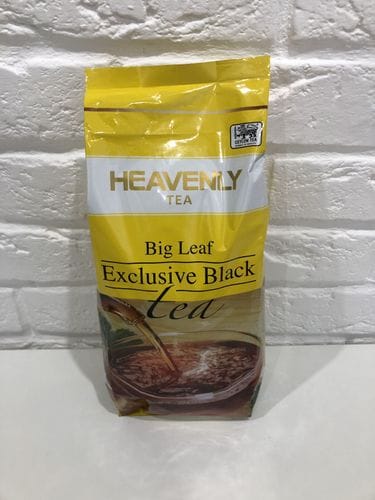 HEAVENLY
TEA
Big Leaf
Exclusive Black
tea